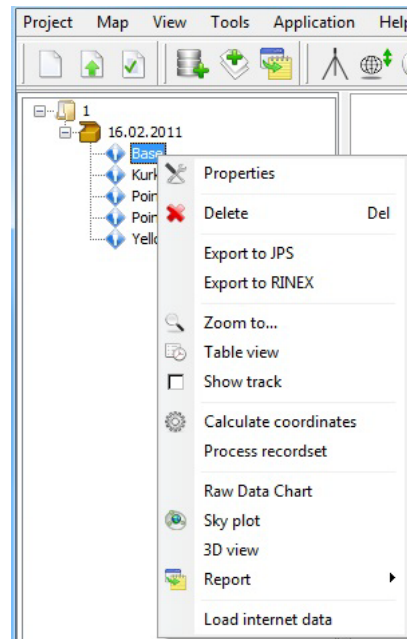 Project Map View Tools Application Help
1
16.02.2011
Base
Properties
Delete Del
Export to JPS
Export to RINEX
Zoom to...
Table view
Show track
Calculate coordinates
Process recordset
Raw Data Chart
Sky plot
3D view
Report
Load internet data